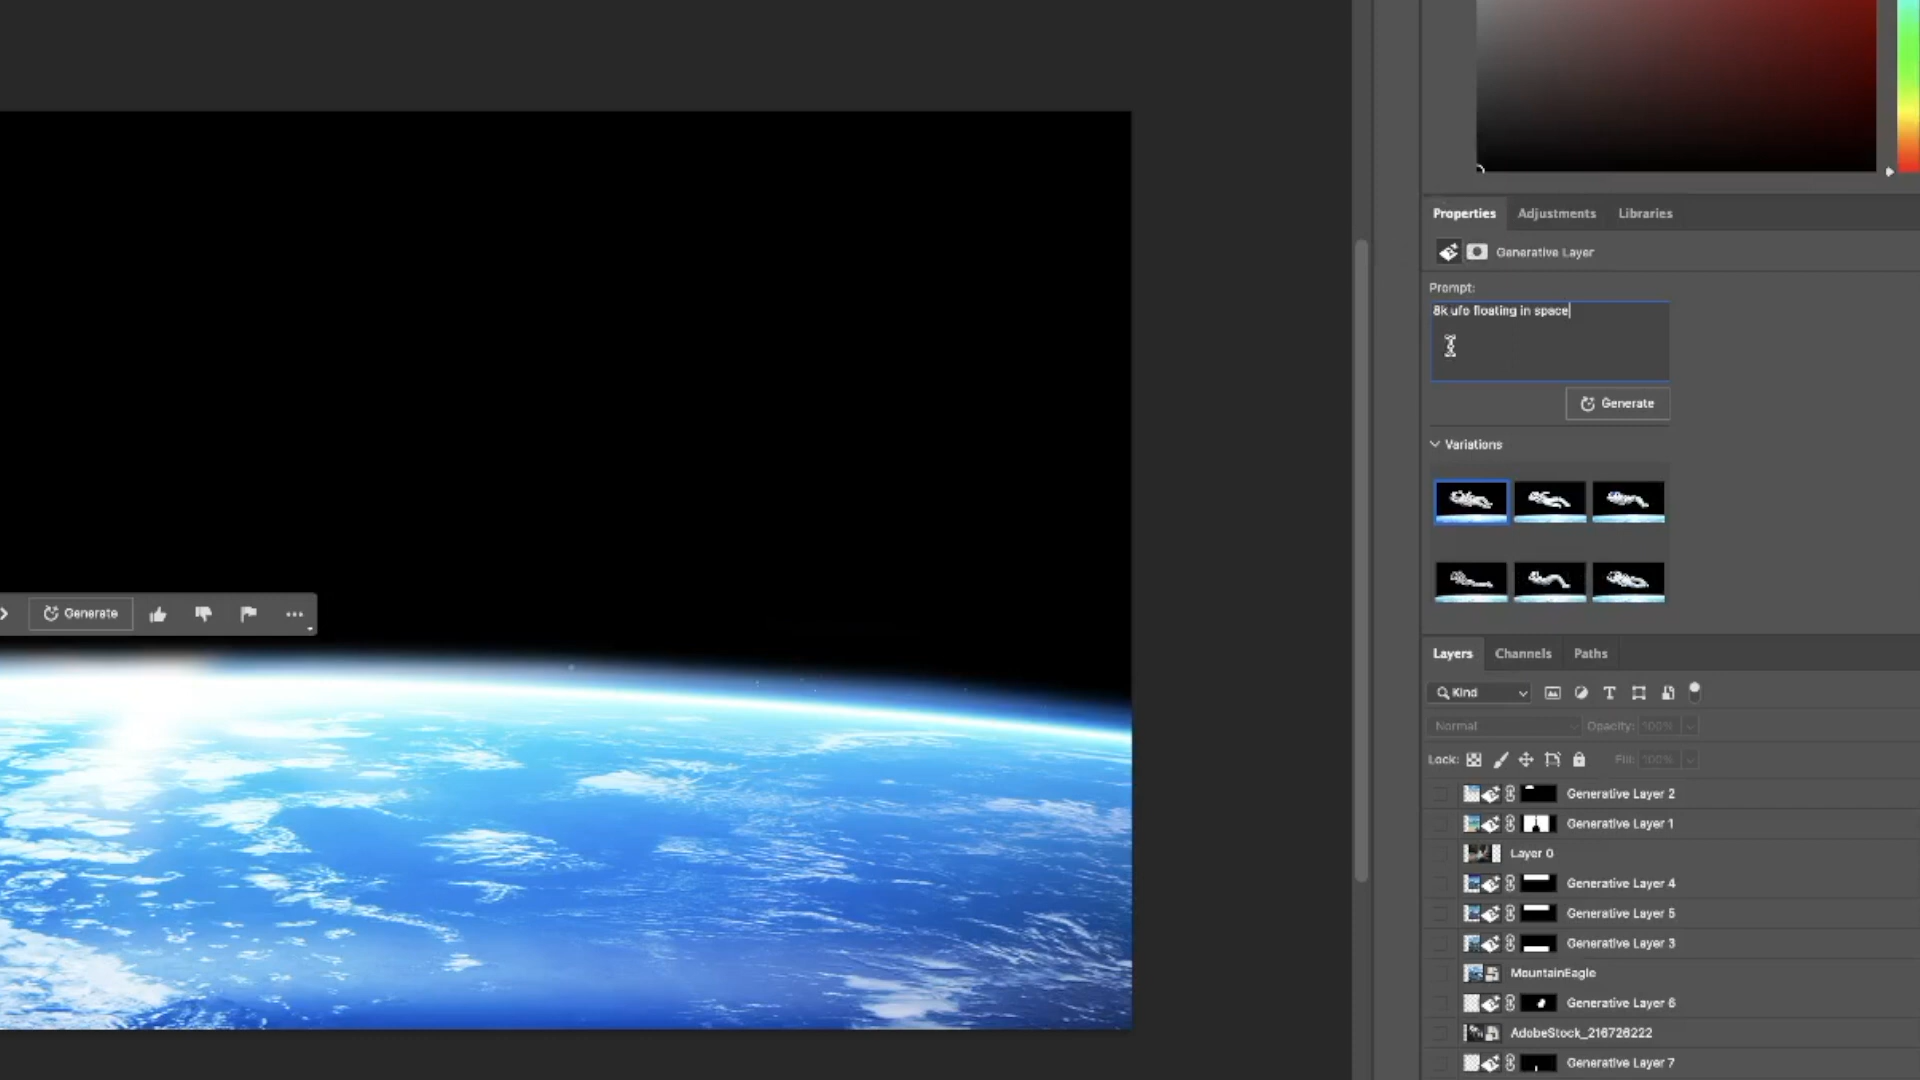 Properties Adjustments Libraries
Generative Layer
Prompt:
8k ufo floating in space
Generate
Variations
Generate
Layers Channels Paths
Kind
Normal Opacity: 100%
Lock: Fill: 100%
Generative Layer 2
Generative Layer 1
Layer 0
Generative Layer 4
Generative Layer 5
Generative Layer 3
MountainEagle
Generative Layer 6
AdobeStock_216726222
Generative Layer 7